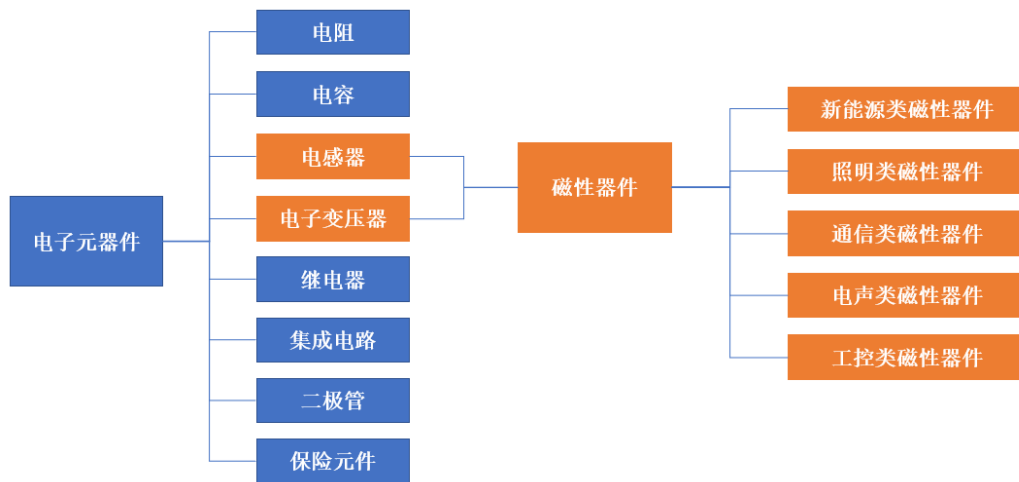 电子元器件
电阻
电容
电感器
电子变压器
继电器
集成电路
二极管
保险元件
磁性器件
新能源类磁性器件
照明类磁性器件
通信类磁性器件
电声类磁性器件
工控类磁性器件